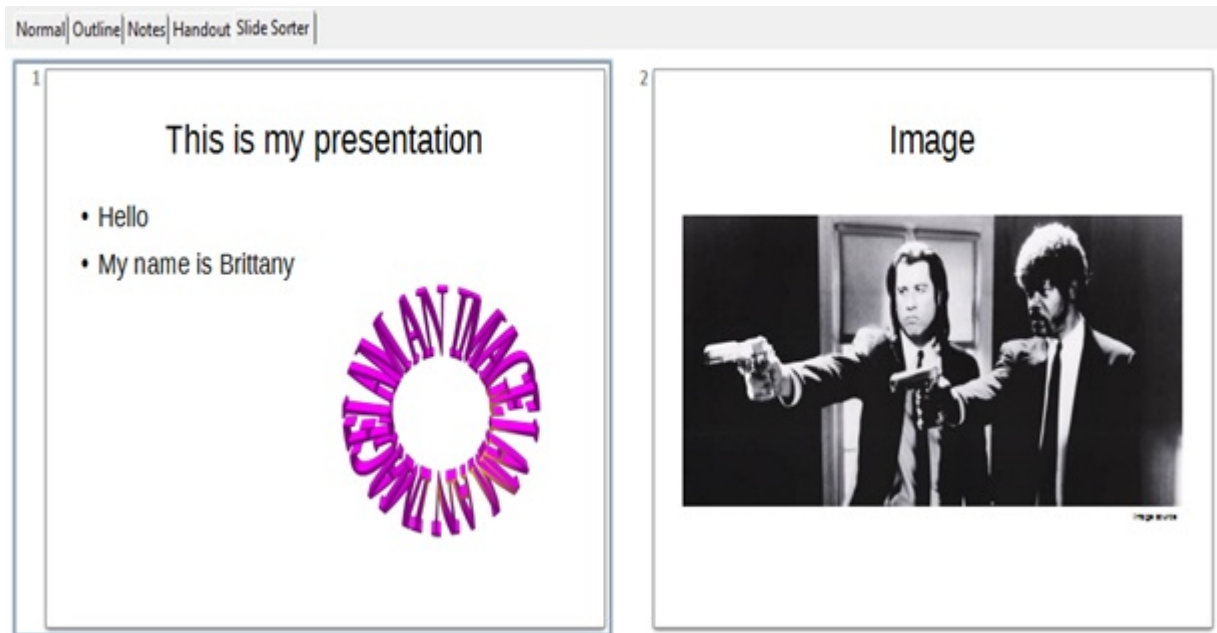 Normal Outline Notes Handout Slide Sorter
1
This is my presentation
• Hello
• My name is Brittany
I AM AN IMAGE I AM AN IMAGE
2
Image
Image source